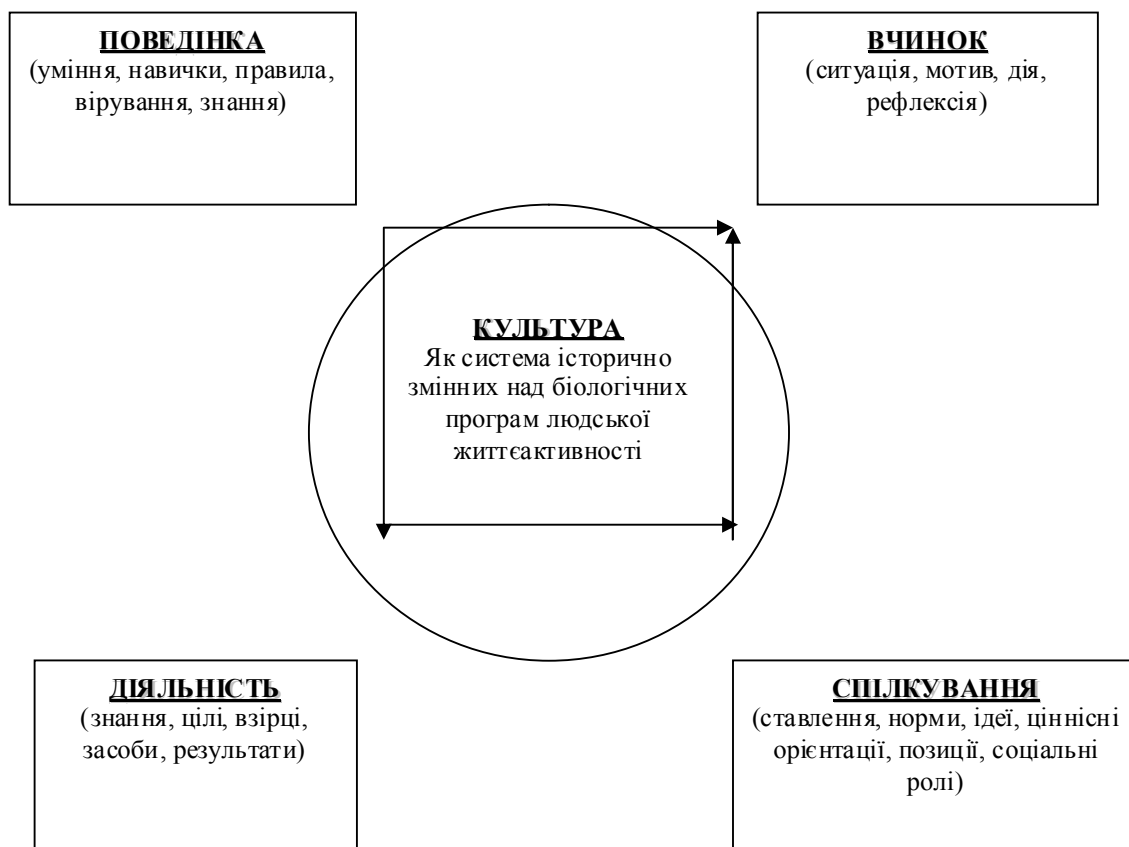 ПОВЕДІНКА
(уміння, навички, правила,
вірування, знання)
ВЧИНОК
(ситуація, мотив, дія,
рефлексія)
КУЛЬТУРА
Як система історично
змінних над біологічних
програм людської
життєактивності
ДІЯЛЬНІСТЬ
(знання, цілі, взірці,
засоби, результати)
СПІЛКУВАННЯ
(ставлення, норми, ідеї, ціннісні
орієнтації, позиції, соціальні
ролі)